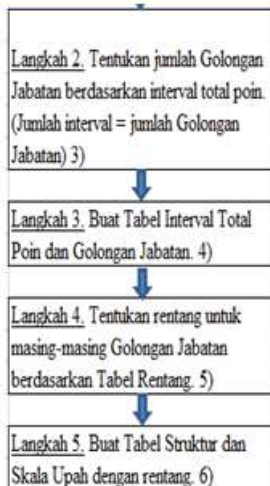 Langkah 2. Tentukan jumlah Golongan
Jabatan berdasarkan interval total poin.
(Jumlah interval = jumlah Golongan
Jabatan) 3)
Langkah 3. Buat Tabel Interval Total
Poin dan Golongan Jabatan. 4)
Langkah 4. Tentukan rentang untuk
masing-masing Golongan Jabatan
berdasarkan Tabel Rentang. 5)
Langkah 5. Buat Tabel Struktur dan
Skala Upah dengan rentang. 6)